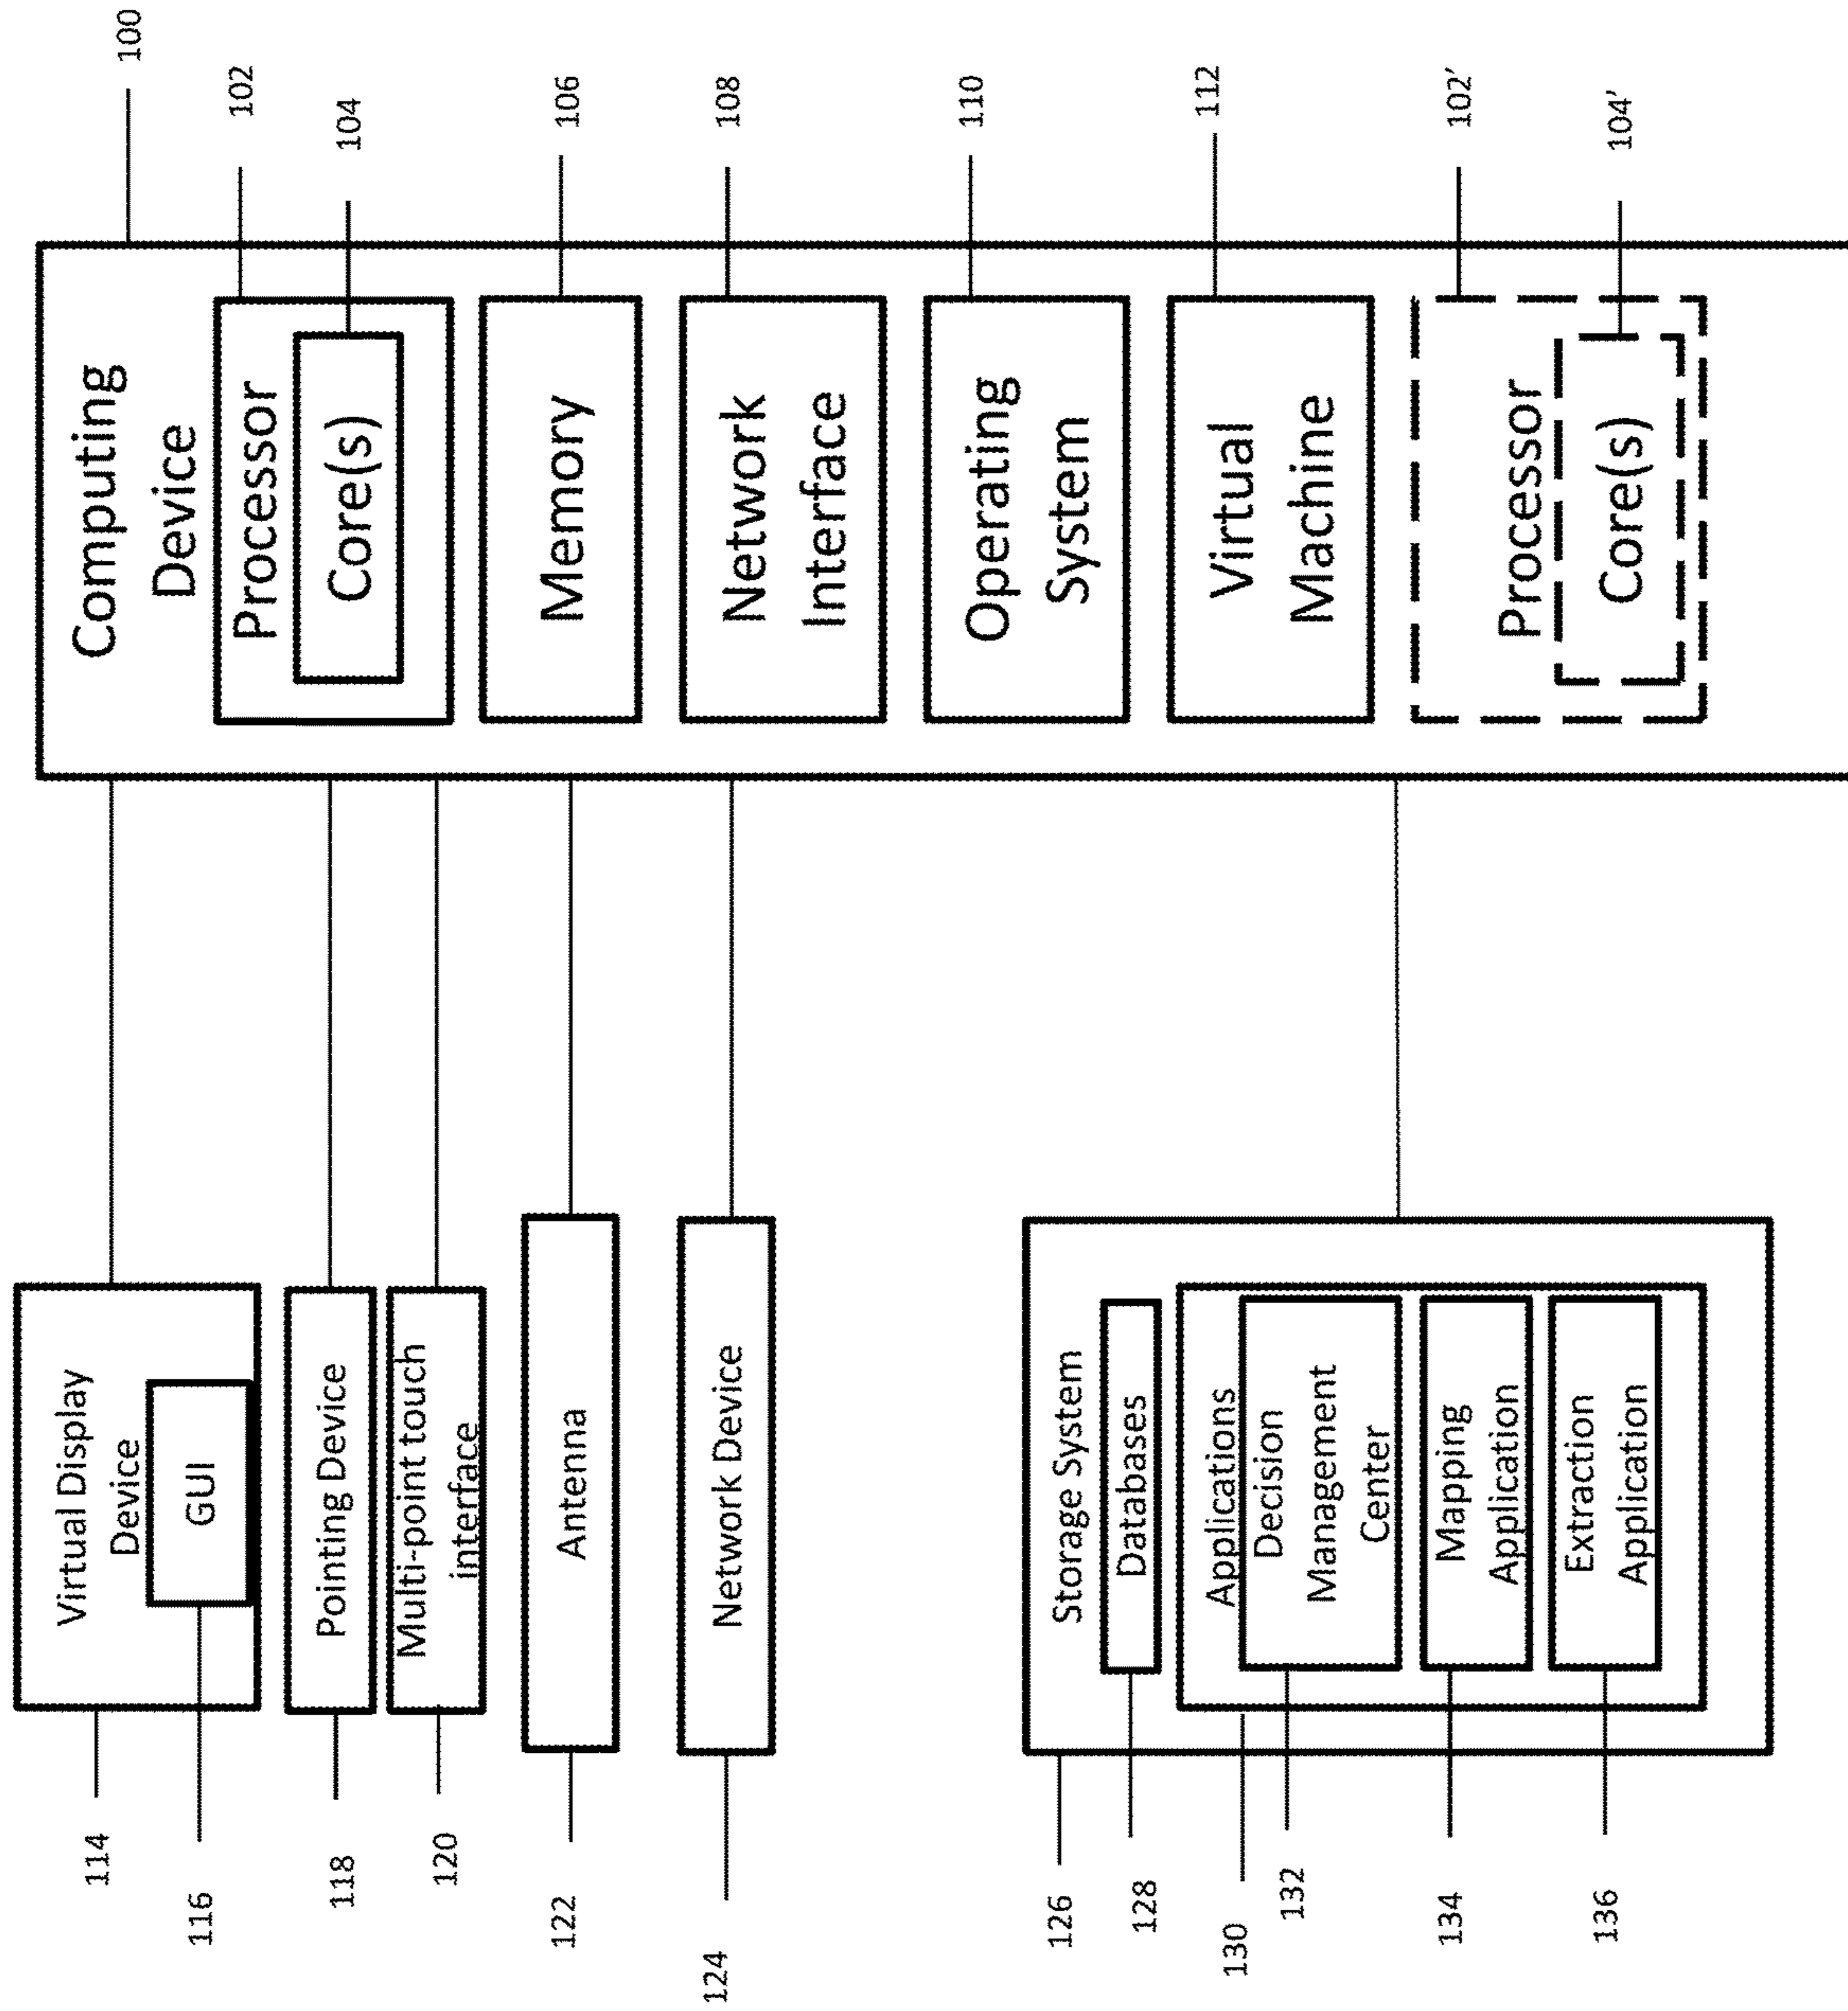 114
Virtual Display
Device
116
GUI
118
Pointing Device
120
Multi-point touch
interface
122
Antenna
124
Network Device
126
Storage System
128
Databases
130
Applications
132
Decision
Management
Center
134
Mapping
Application
136
Extraction
Application
Computing
Device
100
Processor
102
Core(s)
104
Memory
106
Network
Interface
108
Operating
System
110
Virtual
Machine
112
Processor
102'
Core(s)
104'